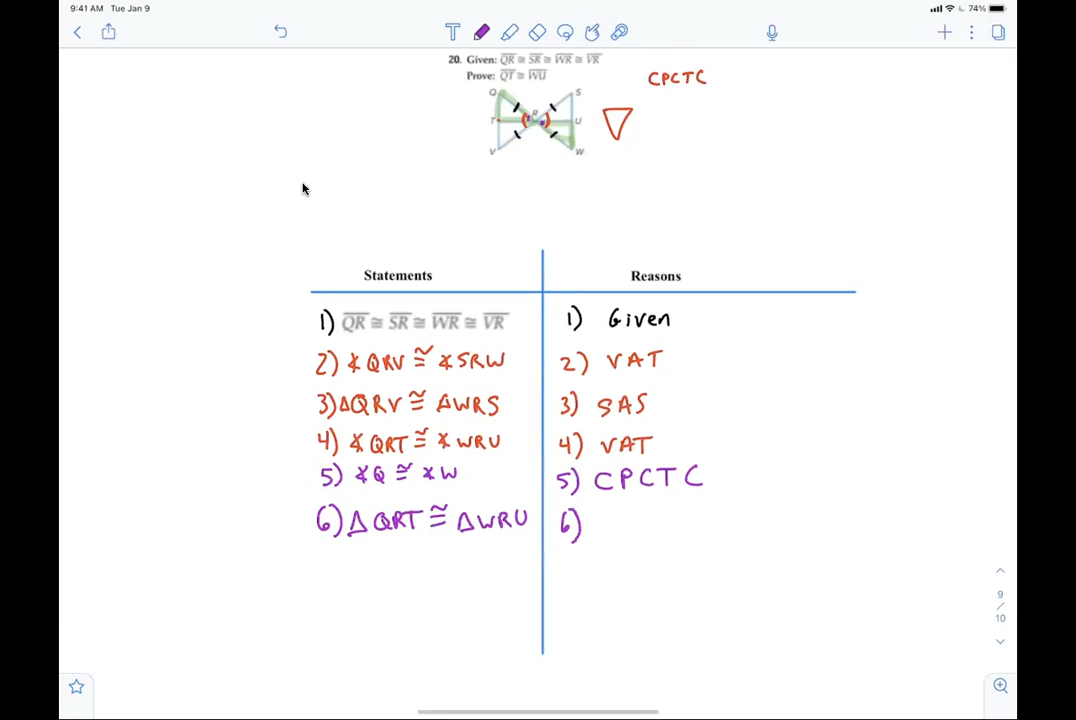 9:41 AM Tue Jan 9
74%
20. Given: QR ≅ SR ≅ WR ≅ VR
Prove: QT ≅ WU
CPCTC
Q S
R
T U
V W
Statements Reasons
1) QR ≅ SR ≅ WR ≅ VR 1) Given
2) ∡QRV ≅ ∡SRW 2) VAT
3) ΔQRV ≅ ΔWRS 3) SAS
4) ∡QRT ≅ ∡WRU 4) VAT
5) ∡Q ≅ ∡W 5) CPCTC
6) ΔQRT ≅ ΔWRU 6)
9
/
10